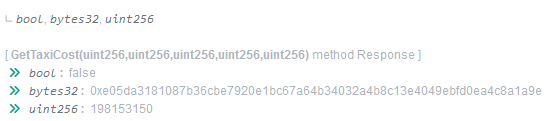 bool, bytes32, uint256
[ GetTaxiCost(uint256,uint256,uint256,uint256,uint256) method Response ]
bool : false
bytes32 : 0xe05da3181087b36cbe7920e1bc67a64b34032a4b8c13e4049ebfd0ea4c8a1a9e
uint256 : 198153150